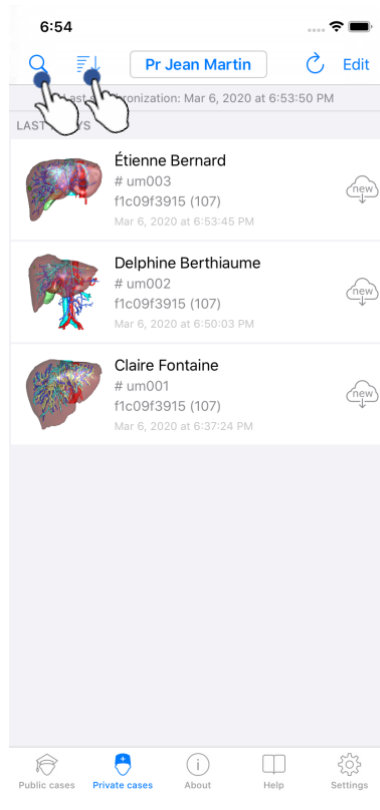 6:54
Pr Jean Martin
Edit
synchronization: Mar 6, 2020 at 6:53:50 PM
LAST DAYS
Étienne Bernard
# um003
f1c09f3915 (107)
Mar 6, 2020 at 6:53:45 PM
new
Delphine Berthiaume
# um002
f1c09f3915 (107)
Mar 6, 2020 at 6:50:03 PM
new
Claire Fontaine
# um001
f1c09f3915 (107)
Mar 6, 2020 at 6:37:24 PM
new
Public cases
Private cases
About
Help
Settings